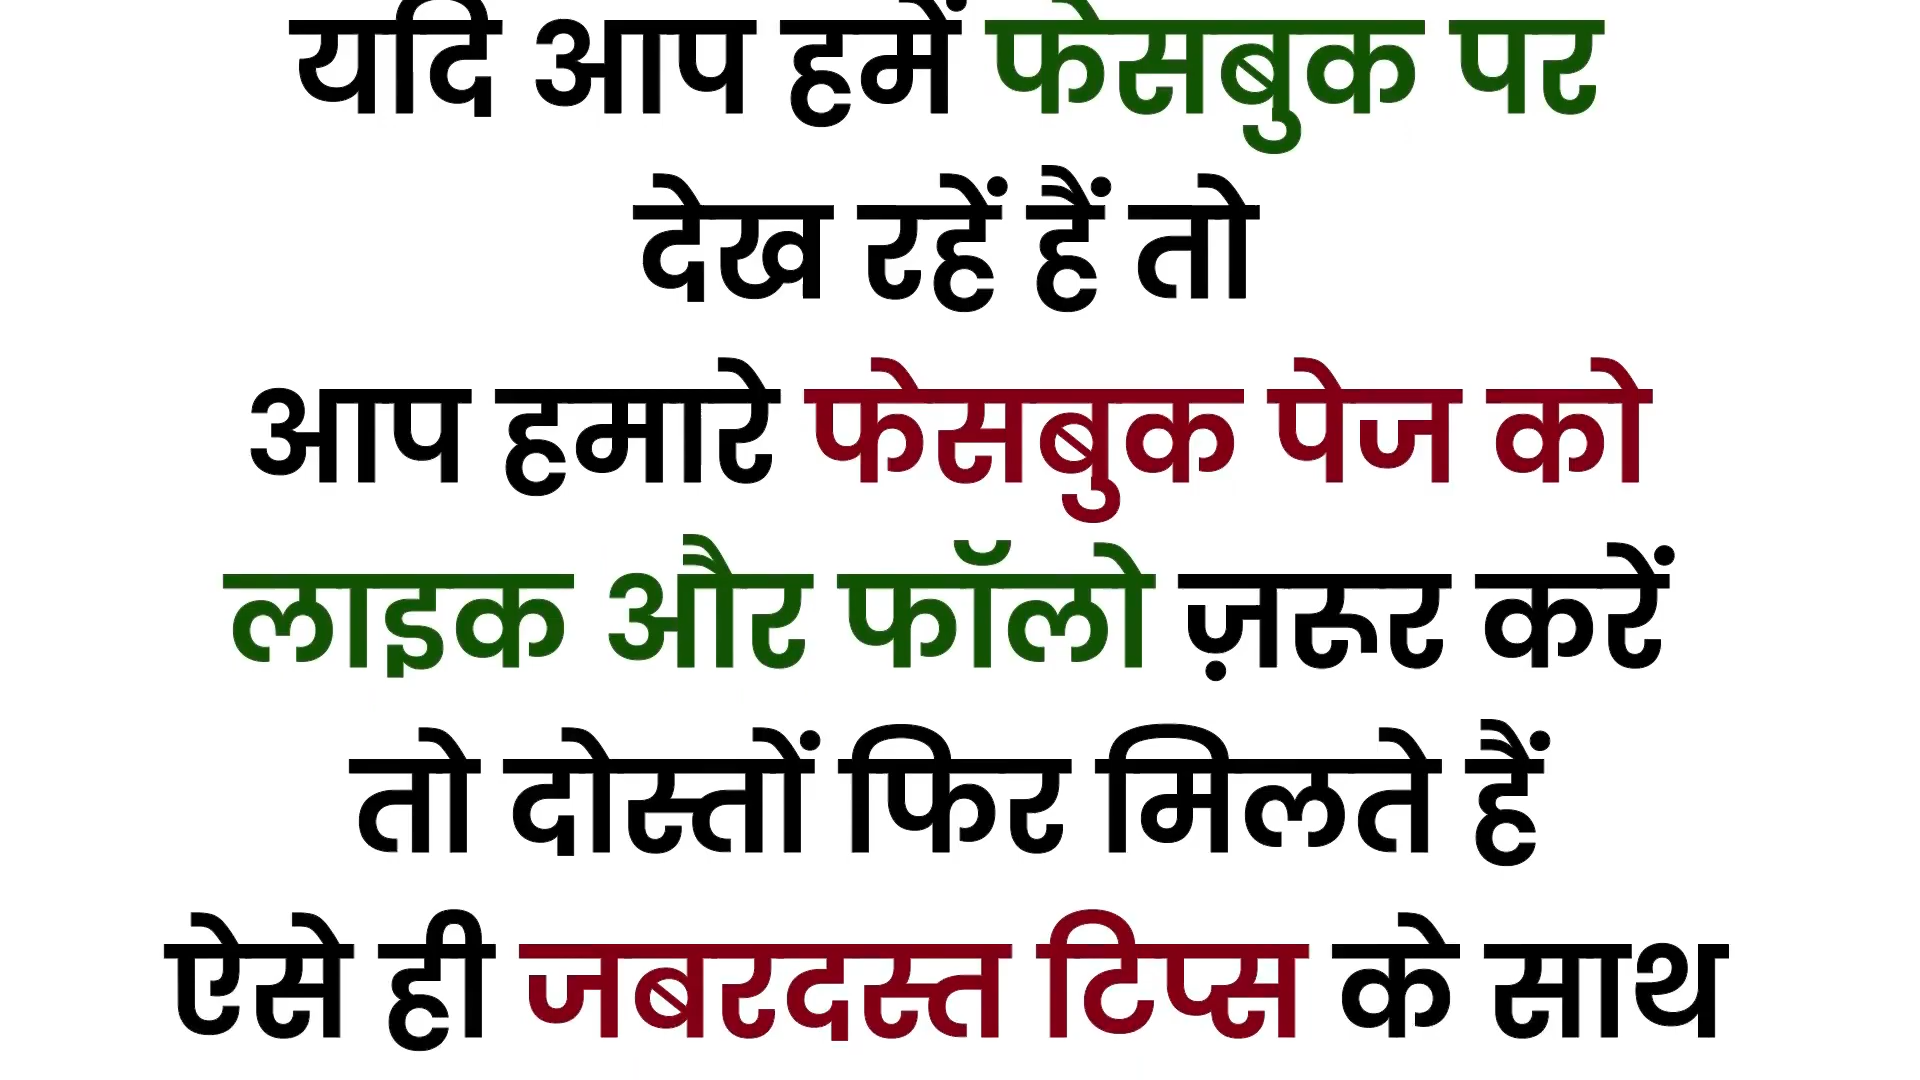 यदि आप हमें फेसबुक पर
देख रहें हैं तो
आप हमारे फेसबुक पेज को
लाइक और फॉलो ज़रूर करें
तो दोस्तों फिर मिलते हैं
ऐसे ही जबरदस्त टिप्स के साथ